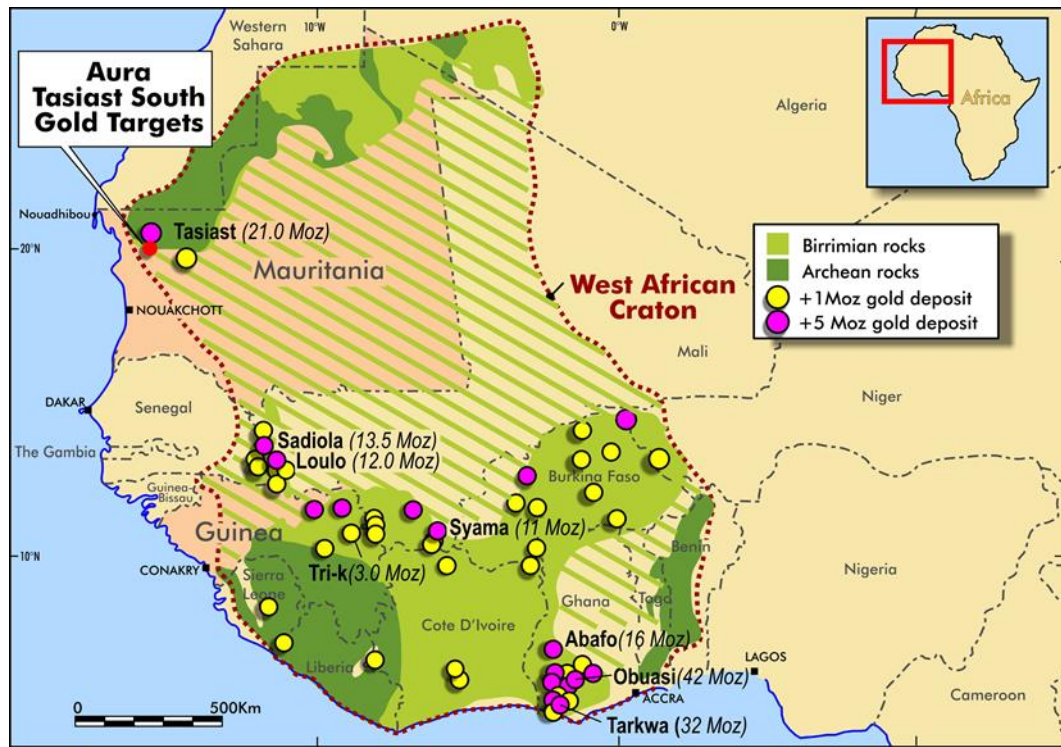 10°W
0°W
Western
Sahara
Aura
Tasiast South
Gold Targets
Algeria
Africa
Nouadhibou
Tasiast (21.0 Moz)
20°N
Mauritania
NOUAKCHOTT
West African
Craton
Birrimian rocks
Archean rocks
+1Moz gold deposit
+5 Moz gold deposit
Mali
Niger
DAKAR
Senegal
The Gambia
Sadiola (13.5 Moz)
Loulo (12.0 Moz)
Guinea-
Bissau
Burkina Faso
Guinea
Syama (11 Moz)
10°N
Benin
CONAKRY
Tri-k(3.0 Moz)
Nigeria
Sierra
Leone
Ghana
Togo
Cote D'Ivoire
Abafo(16 Moz)
Liberia
LAGOS
Obuasi(42 Moz)
ACCRA
Cameroon
Tarkwa (32 Moz)
0
500Km